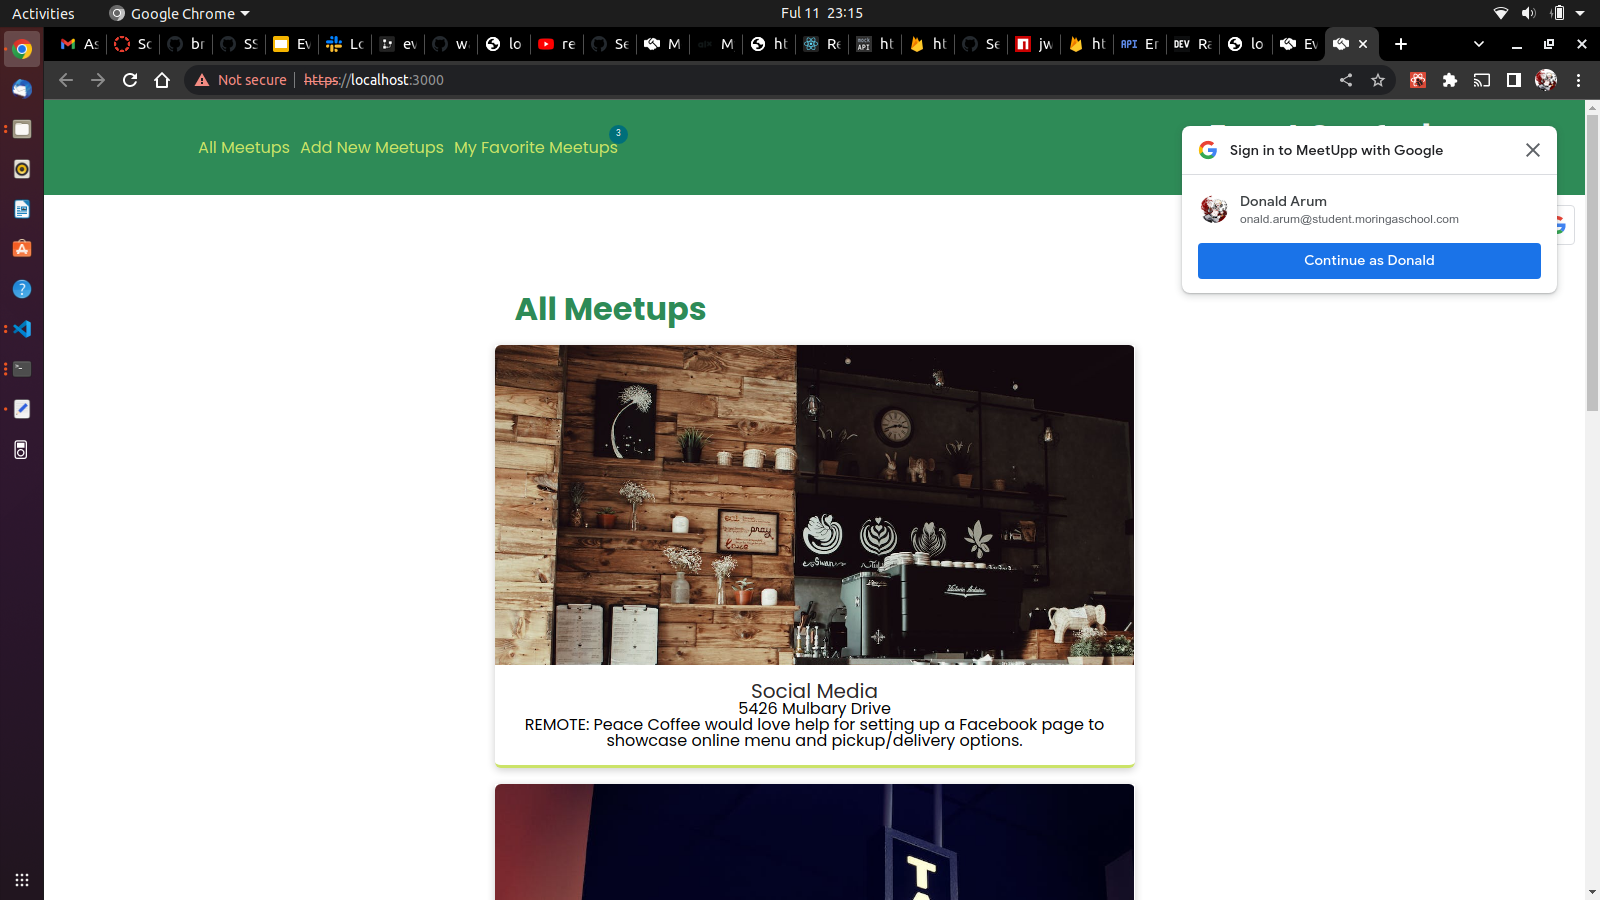 Activities
Google Chrome
Ful 11 23:15
As
Sc
br
SS
Ev
Lc
ev
w
lo
re
Se
M
M
ht
Re
ht
ht
Se
jw
ht
Er
Ra
lo
Ev
Not secure
https://localhost:3000
All Meetups
Add New Meetups
My Favorite Meetups
3
Sign in to MeetUpp with Google
Donald Arum
onald.arum@student.moringaschool.com
Continue as Donald
All Meetups
Social Media
5426 Mulbary Drive
REMOTE: Peace Coffee would love help for setting up a Facebook page to
showcase online menu and pickup/delivery options.